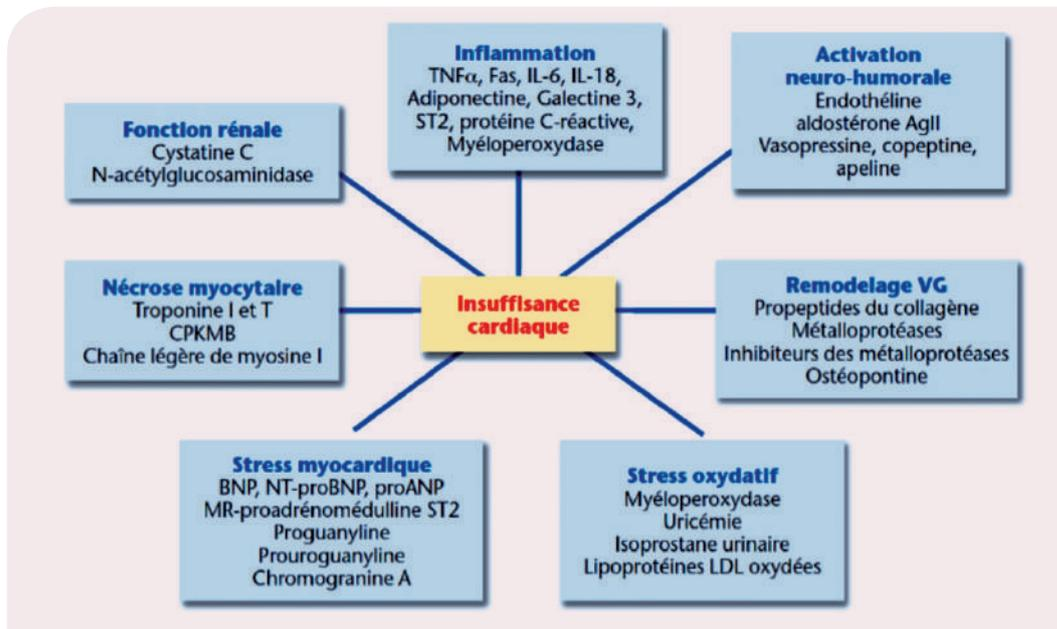 Inflammation
TNFα, Fas, IL-6, IL-18,
Adiponectine, Galectine 3,
ST2, protéine C-réactive,
Myéloperoxydase
Activation
neuro-humorale
Endothéline
aldostérone AgII
Vasopressine, copeptine,
apeline
Fonction rénale
Cystatine C
N-acétylglucosaminidase
Nécrose myocytaire
Troponine I et T
CPKMB
Chaîne légère de myosine I
Insuffisance
cardiaque
Remodelage VG
Propeptides du collagène
Métalloprotéases
Inhibiteurs des métalloprotéases
Ostéopontine
Stress myocardique
BNP, NT-proBNP, proANP
MR-proadrénomédulline ST2
Proguanyline
Prouroguanyline
Chromogranine A
Stress oxydatif
Myéloperoxydase
Uricémie
Isoprostane urinaire
Lipoprotéines LDL oxydées